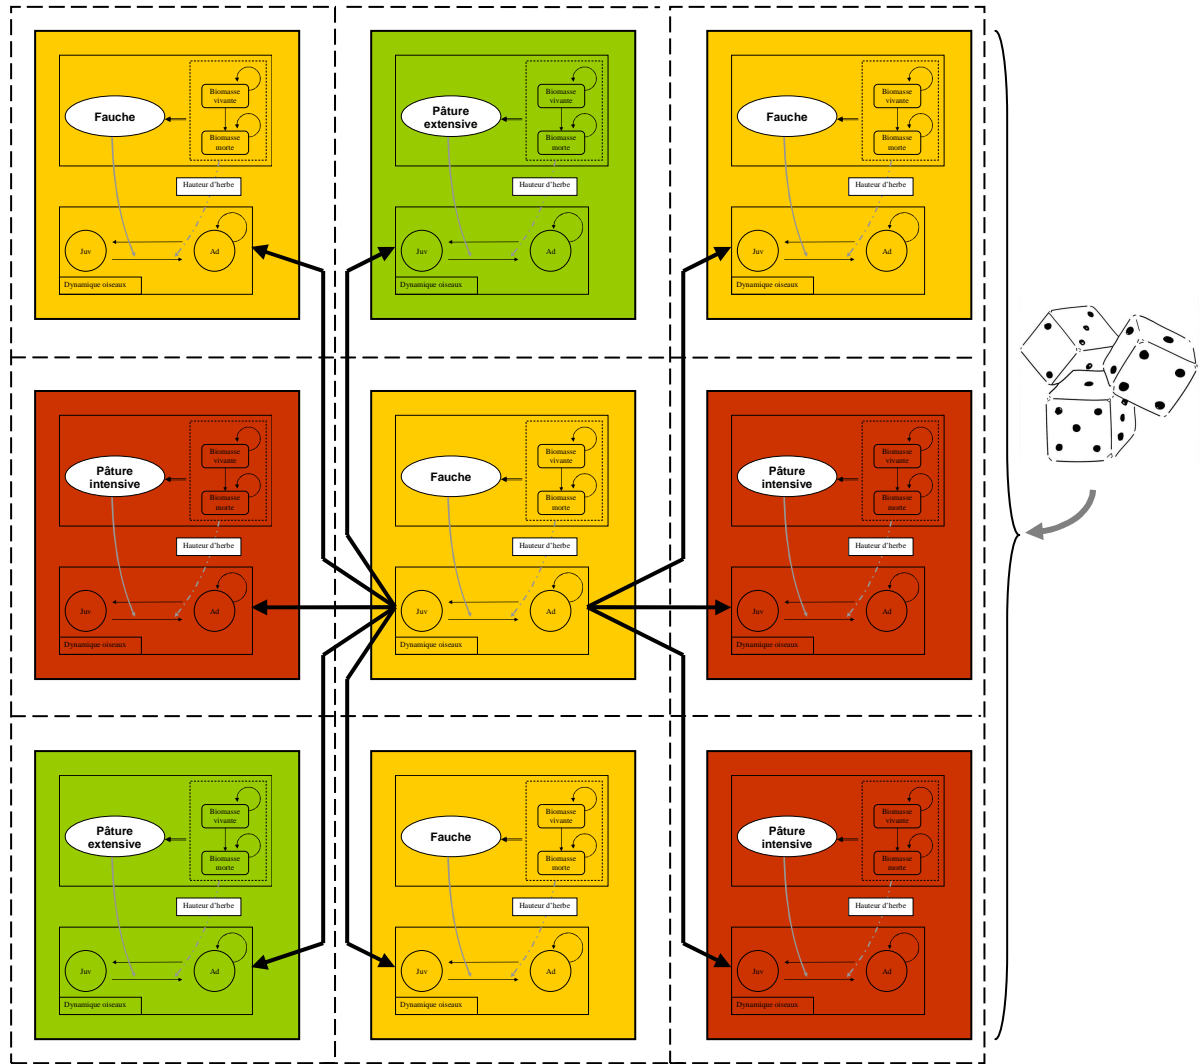 Fauche
Biomasse
vivante
Biomasse
morte
Hauteur d'herbe
Juv
Ad
Dynamique oiseaux
Pâture
extensive
Biomasse
vivante
Biomasse
morte
Hauteur d'herbe
Juv
Ad
Dynamique oiseaux
Fauche
Biomasse
vivante
Biomasse
morte
Hauteur d'herbe
Juv
Ad
Dynamique oiseaux
Pâture
intensive
Biomasse
vivante
Biomasse
morte
Hauteur d'herbe
Juv
Ad
Dynamique oiseaux
Fauche
Biomasse
vivante
Biomasse
morte
Hauteur d'herbe
Juv
Ad
Dynamique oiseaux
Pâture
intensive
Biomasse
vivante
Biomasse
morte
Hauteur d'herbe
Juv
Ad
Dynamique oiseaux
Pâture
extensive
Biomasse
vivante
Biomasse
morte
Hauteur d'herbe
Juv
Ad
Dynamique oiseaux
Fauche
Biomasse
vivante
Biomasse
morte
Hauteur d'herbe
Juv
Ad
Dynamique oiseaux
Pâture
intensive
Biomasse
vivante
Biomasse
morte
Hauteur d'herbe
Juv
Ad
Dynamique oiseaux